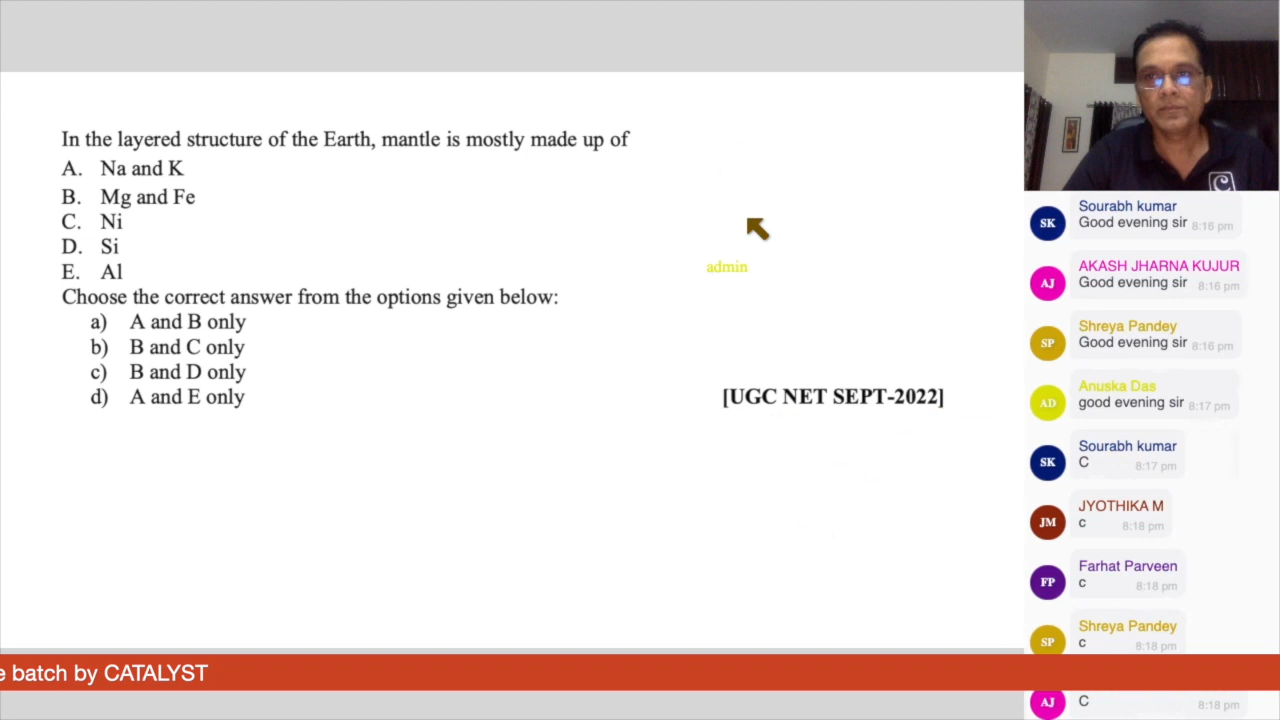 In the layered structure of the Earth, mantle is mostly made up of
A. Na and K
B. Mg and Fe
C. Ni
D. Si
E. Al
Choose the correct answer from the options given below:
a) A and B only
b) B and C only
c) B and D only
d) A and E only
[UGC NET SEPT-2022]
admin
C
SK
Sourabh kumar
Good evening sir 8:16 pm
AJ
AKASH JHARNA KUJUR
Good evening sir 8:16 pm
SP
Shreya Pandey
Good evening sir 8:16 pm
AD
Anuska Das
good evening sir 8:17 pm
SK
Sourabh kumar
C 8:17 pm
JM
JYOTHIKA M
c 8:18 pm
FP
Farhat Parveen
c 8:18 pm
SP
Shreya Pandey
c 8:18 pm
AJ
C 8:18 pm
e batch by CATALYST